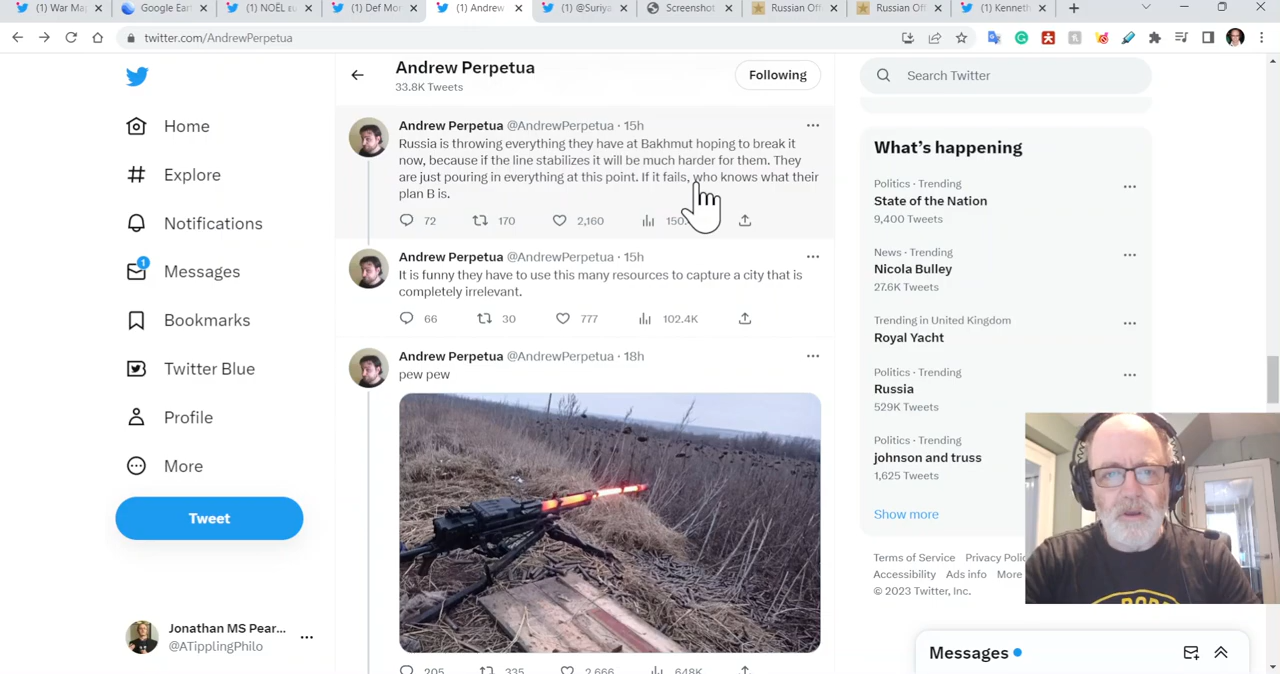 (1) War Ma
Google Ear
(1) NOËL
(1) Def Mo
(1) Andrew
(1) @Suriya
Screenshot
Russian Off
Russian Off
(1) Kenneth
twitter.com/AndrewPerpetua
Andrew Perpetua
33.8K Tweets
Following
Search Twitter
Home
Explore
Notifications
1
Messages
Bookmarks
Twitter Blue
Profile
More
Tweet
Jonathan MS Pear...
@ATipplingPhilo
Andrew Perpetua @AndrewPerpetua · 15h
Russia is throwing everything they have at Bakhmut hoping to break it
now, because if the line stabilizes it will be much harder for them. They
are just pouring in everything at this point. If it fails, who knows what their
plan B is.
72 170 2,160
Andrew Perpetua @AndrewPerpetua · 15h
It is funny they have to use this many resources to capture a city that is
completely irrelevant.
66 30 777 102.4K
Andrew Perpetua @AndrewPerpetua · 18h
pew pew
205 335 2,666 648K
What's happening
Politics · Trending
State of the Nation
9,400 Tweets
News · Trending
Nicola Bulley
27.6K Tweets
Trending in United Kingdom
Royal Yacht
Politics · Trending
Russia
529K Tweets
Politics · Trending
johnson and truss
1,625 Tweets
Show more
Terms of Service Privacy Polic
Accessibility Ads info More
© 2023 Twitter, Inc.
Messages